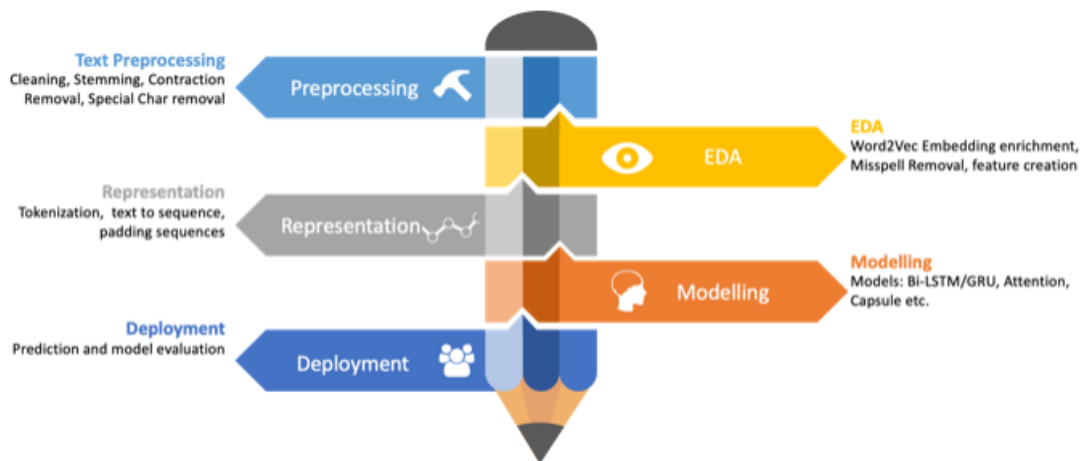 Text Preprocessing
Cleaning, Stemming, Contraction
Removal, Special Char removal
Preprocessing
EDA
EDA
Word2Vec Embedding enrichment,
Misspell Removal, feature creation
Representation
Tokenization, text to sequence,
padding sequences
Representation
Modelling
Modelling
Models: Bi-LSTM/GRU, Attention,
Capsule etc.
Deployment
Prediction and model evaluation
Deployment